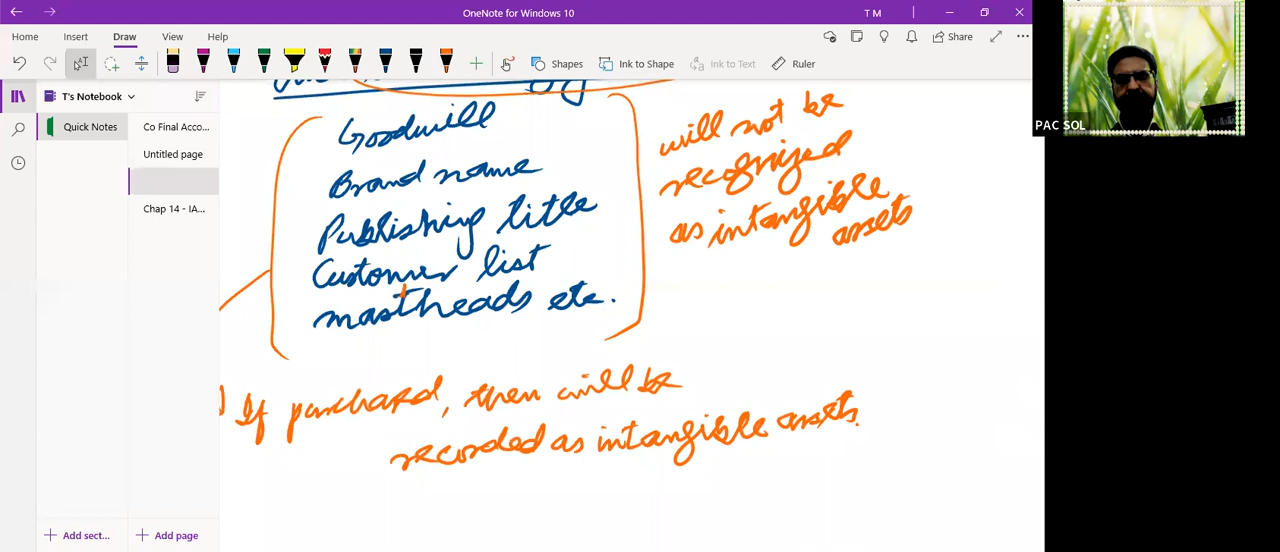 OneNote for Windows 10
T M
Home
Insert
Draw
View
Help
Share
Shapes
Ink to Shape
Ink to Text
Ruler
T's Notebook
Quick Notes
Co Final Acco...
Untitled page
Chap 14 - IA...
Add sect...
Add page
PAC SOL
Goodwill
Brand name
Publishing title
Customer list
mastheads etc.
will not be
recognized
as intangible
assets
If purchased, then will be
recorded as intangible assets.